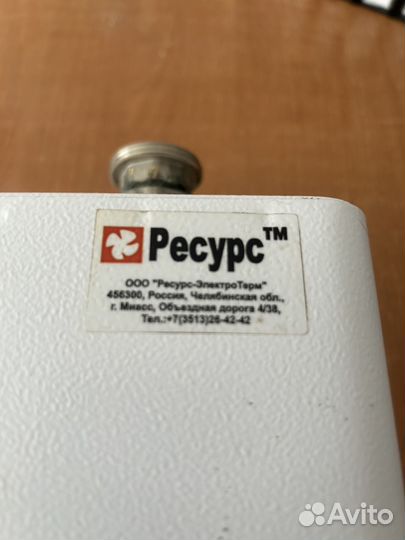 Ресурс™
ООО "Ресурс-ЭлектроТерм"
456300, Россия, Челябинская обл.,
г. Миасс, Объездная дорога 4/38,
Тел.:+7(3513)26-42-42
Avito